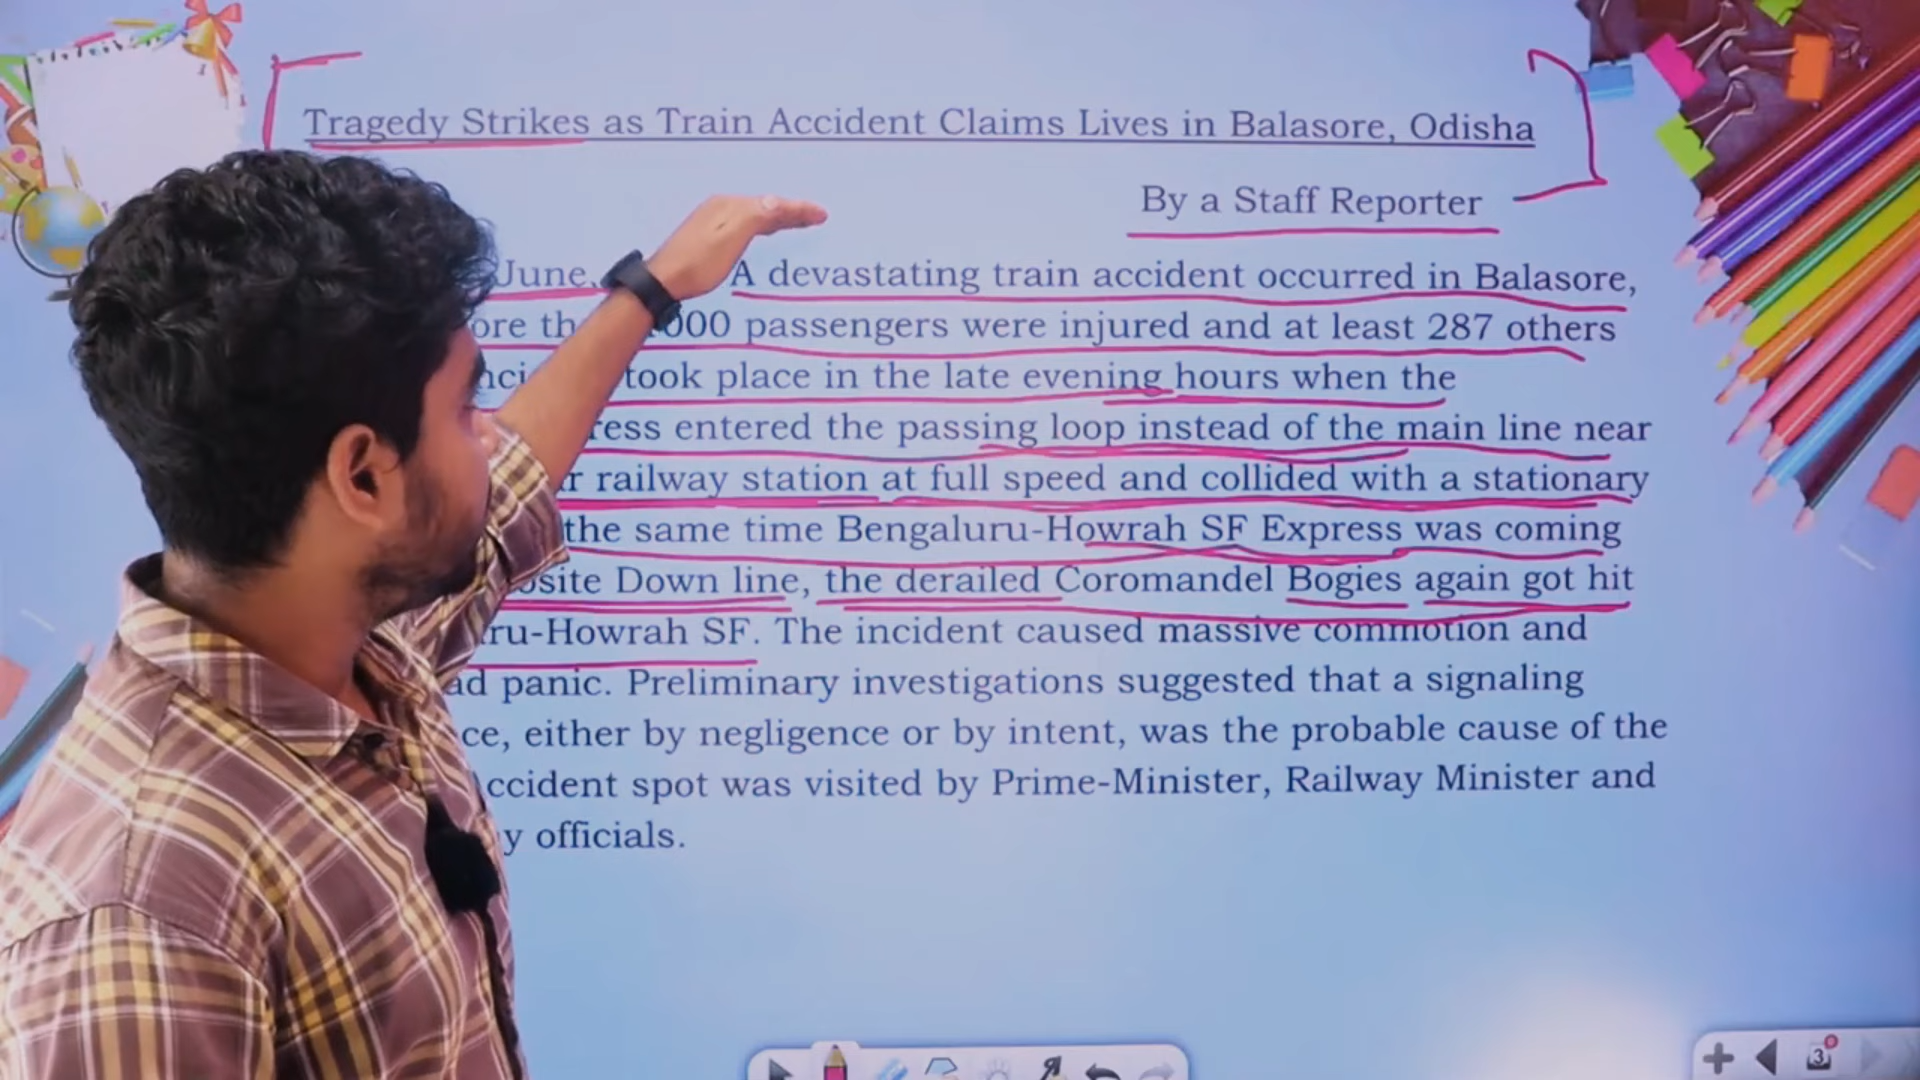 Tragedy Strikes as Train Accident Claims Lives in Balasore, Odisha
By a Staff Reporter
June, A devastating train accident occurred in Balasore,
000 passengers were injured and at least 287 others
took place in the late evening hours when the
entered the passing loop instead of the main line near
railway station at full speed and collided with a stationary
the same time Bengaluru-Howrah SF Express was coming
Down line, the derailed Coromandel Bogies again got hit
ru-Howrah SF. The incident caused massive commotion and
panic. Preliminary investigations suggested that a signaling
either by negligence or by intent, was the probable cause of the
ccident spot was visited by Prime-Minister, Railway Minister and
y officials.
3